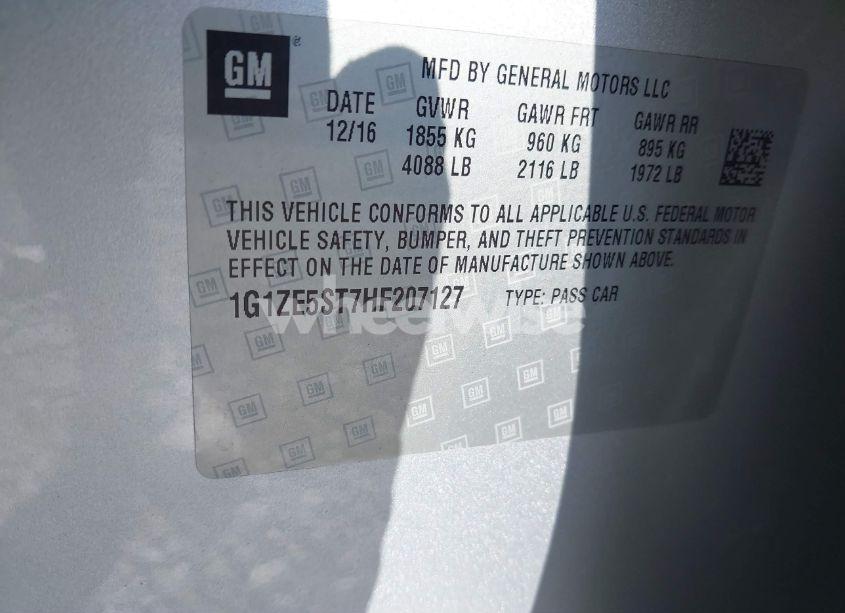 GM
MFD BY GENERAL MOTORS LLC
DATE GVWR GAWR FRT GAWR RR
12/16 1855 KG 960 KG 895 KG
4088 LB 2116 LB 1972 LB
THIS VEHICLE CONFORMS TO ALL APPLICABLE U.S. FEDERAL MOTOR
VEHICLE SAFETY, BUMPER, AND THEFT PREVENTION STANDARDS IN
EFFECT ON THE DATE OF MANUFACTURE SHOWN ABOVE.
1G1ZE5ST7HF207127 TYPE: PASS CAR
wheelwise